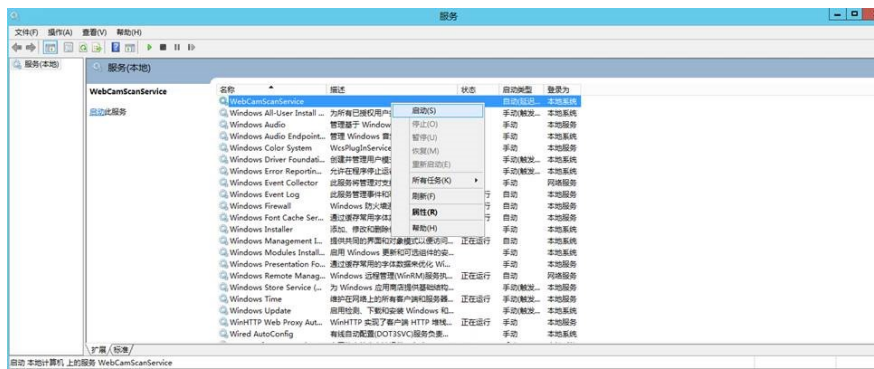 服务
文件(F) 操作(A) 查看(V) 帮助(H)
服务(本地)
服务(本地)
WebCamScanService
启动此服务
名称 描述 状态 启动类型 登录为
WebCamScanService 自动(延迟... 本地系统
Windows All-User Install ... 为所有已授权用户 手动(触发... 本地系统
Windows Audio 管理基于 Window 手动 本地服务
Windows Audio Endpoint... 管理 Windows 手动 本地系统
Windows Color System WcsPlugInService 手动 本地服务
Windows Driver Foundati... 创建并管理用户模 手动(触发... 本地系统
Windows Error Reportin... 允许在程序停止运 手动(触发... 本地系统
Windows Event Collector 此服务将管理对支 手动 网络服务
Windows Event Log 此服务管理事件和 行 自动 本地服务
Windows Firewall Windows 防火墙 行 自动 本地服务
Windows Font Cache Ser... 通过缓存常用字体 行 自动 本地服务
Windows Installer 添加、修改和删除 手动 本地系统
Windows Management I... 提供共同的界面和对象模式以便访问... 正在运行 自动 本地系统
Windows Modules Install... 启用 Windows 更新和可选组件的安... 手动 本地系统
Windows Presentation Fo... 通过缓存常用的字体数据来优化 Wi... 手动 本地服务
Windows Remote Manag... Windows 远程管理(WinRM)服务执... 正在运行 自动 网络服务
Windows Store Service (... 为 Windows 应用商店提供基础结构... 手动(触发... 本地系统
Windows Time 维护在网络上的所有客户端和服务器... 正在运行 手动(触发... 本地服务
Windows Update 启用检测、下载和安装 Windows 和... 手动(触发... 本地系统
WinHTTP Web Proxy Aut... WinHTTP 实现了客户端 HTTP 堆栈... 正在运行 手动 本地服务
Wired AutoConfig 有线自动配置(DOT3SVC)服务负责... 手动 本地系统
启动(S)
停止(O)
暂停(U)
恢复(M)
重新启动(E)
所有任务(K)
刷新(F)
属性(R)
帮助(H)
扩展 标准
启动 本地计算机 上的服务 WebCamScanService